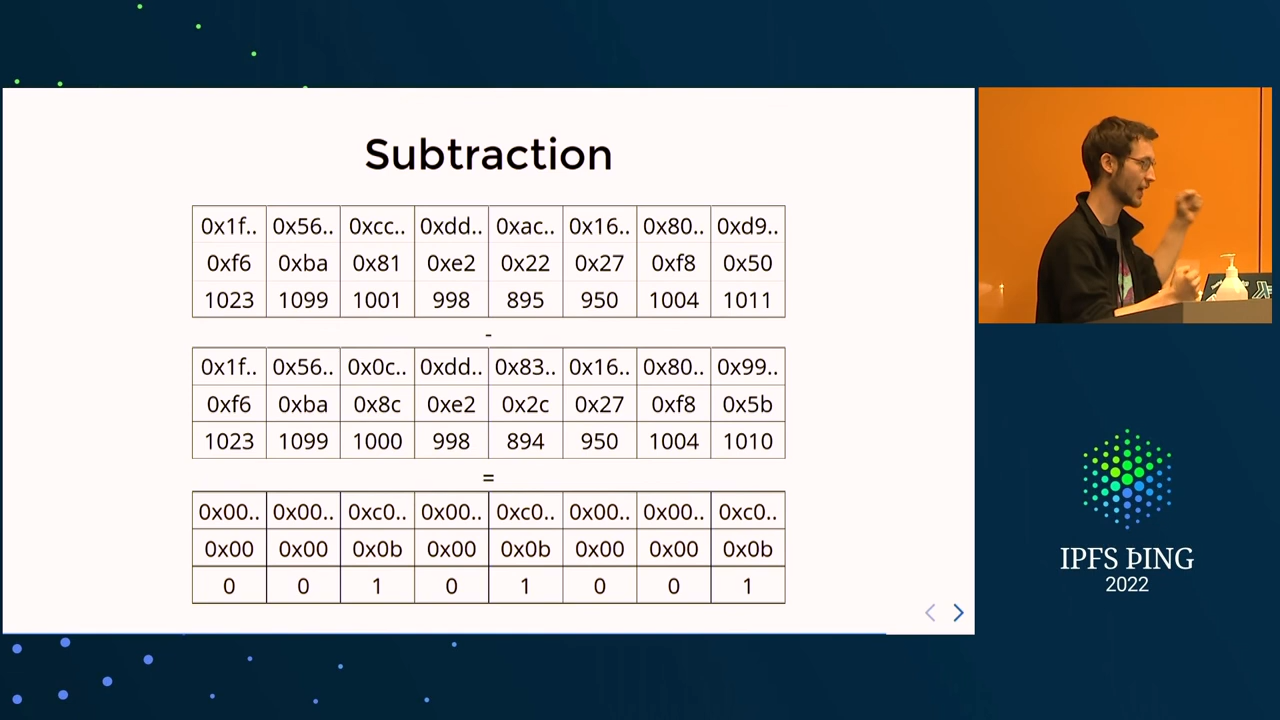 Subtraction
0x1f.. 0x56.. 0xcc.. 0xdd.. 0xac.. 0x16.. 0x80.. 0xd9..
0xf6 0xba 0x81 0xe2 0x22 0x27 0xf8 0x50
1023 1099 1001 998 895 950 1004 1011
-
0x1f.. 0x56.. 0x0c.. 0xdd.. 0x83.. 0x16.. 0x80.. 0x99..
0xf6 0xba 0x8c 0xe2 0x2c 0x27 0xf8 0x5b
1023 1099 1000 998 894 950 1004 1010
=
0x00.. 0x00.. 0xc0.. 0x00.. 0xc0.. 0x00.. 0x00.. 0xc0..
0x00 0x00 0x0b 0x00 0x0b 0x00 0x00 0x0b
0 0 1 0 1 0 0 1
IPFS ÞING
2022